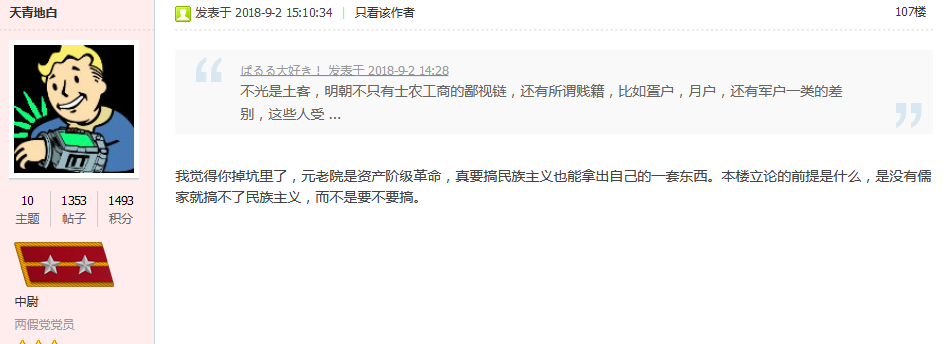 天青地白
发表于 2018-9-2 15:10:34 | 只看该作者
107楼
ぱるる大好き！ 发表于 2018-9-2 14:28
不光是土客，明朝不只有士农工商的鄙视链，还有所谓贱籍，比如疍户，月户，还有军户一类的差
别，这些人受 ...
我觉得你掉坑里了，元老院是资产阶级革命，真要搞民族主义也能拿出自己的一套东西。本楼立论的前提是什么，是没有儒
家就搞不了民族主义，而不是要不要搞。
10 1353 1493
主题 帖子 积分
中尉
两假党党员